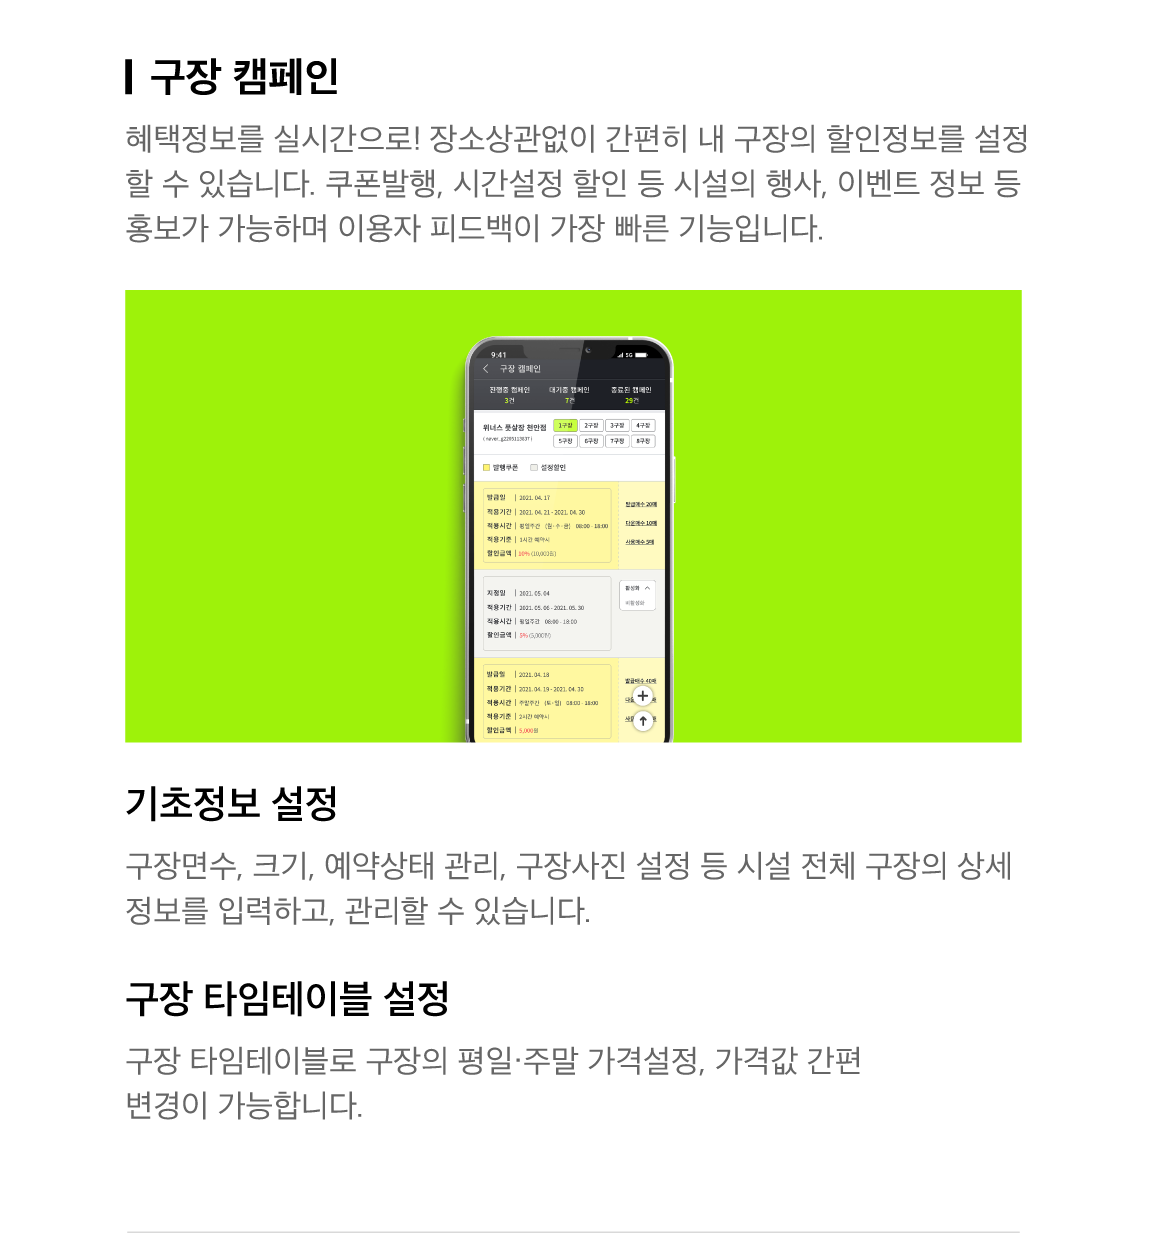 구장 캠페인
혜택정보를 실시간으로! 장소상관없이 간편히 내 구장의 할인정보를 설정
할 수 있습니다. 쿠폰발행, 시간설정 할인 등 시설의 행사, 이벤트 정보 등
홍보가 가능하며 이용자 피드백이 가장 빠른 기능입니다.
9:41
5G
구장 캠페인
진행중 캠페인 대기중 캠페인 종료된 캠페인
3건 7건 29건
위너스 풋살장 천안점
1구장 2구장 3구장 4구장
5구장 6구장 7구장 8구장
발행쿠폰 설정할인
발급일 2021. 04. 17
적용기간 2021. 04. 21 - 2021. 04. 30
적용시간 평일주간 (월·수·금) 08:00 - 18:00
적용기준 1시간 예약시
할인금액 10% (10,000원)
발급매수 20매
다운매수 10매
사용매수 5매
지정일 2021. 05. 04
적용기간 2021. 05. 06 - 2021. 05. 30
적용시간 평일주간 08:00 - 18:00
할인금액 5% (5,000원)
활성화
비활성화
발급일 2021. 04. 18
적용기간 2021. 04. 19 - 2021. 04. 30
적용시간 주말주간 (토·일) 08:00 - 18:00
적용기준 2시간 예약시
할인금액 5,000원
발급매수 40매
기초정보 설정
구장면수, 크기, 예약상태 관리, 구장사진 설정 등 시설 전체 구장의 상세
정보를 입력하고, 관리할 수 있습니다.
구장 타임테이블 설정
구장 타임테이블로 구장의 평일·주말 가격설정, 가격값 간편
변경이 가능합니다.